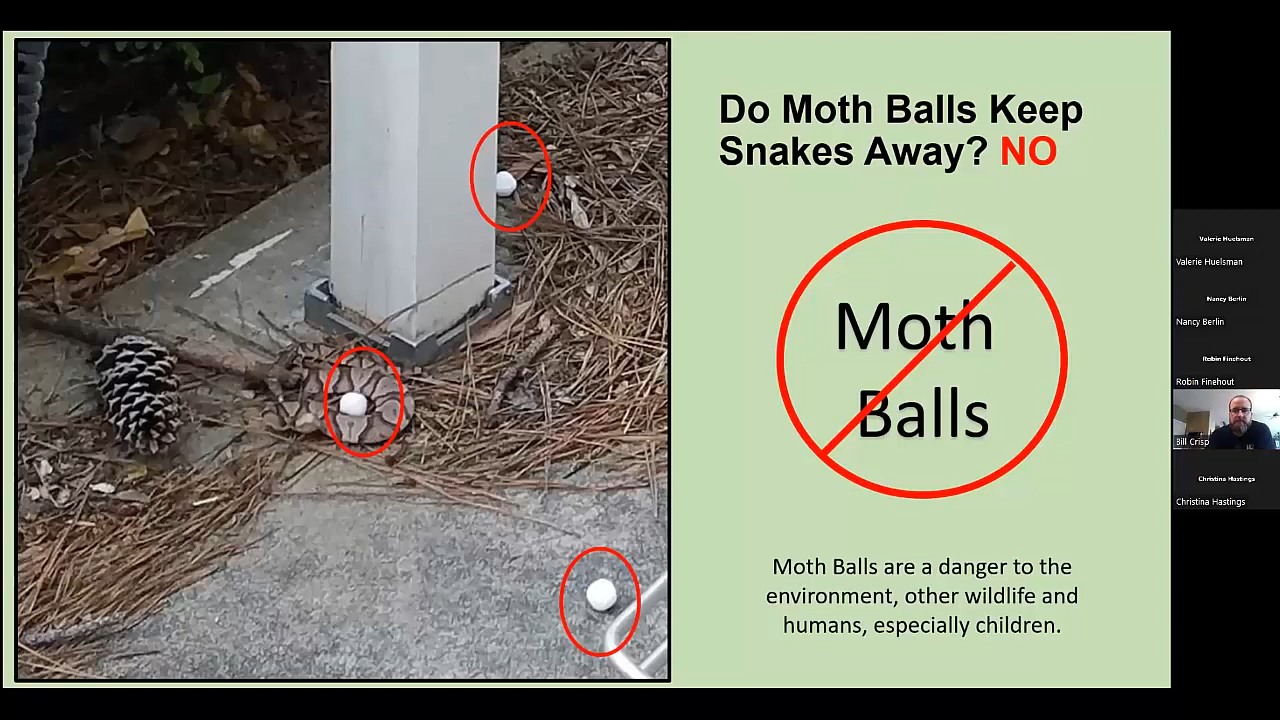 Do Moth Balls Keep
Snakes Away? NO
Moth
Balls
Moth Balls are a danger to the
environment, other wildlife and
humans, especially children.
Valerie Huelsman
Valerie Huelsman
Nancy Berlin
Nancy Berlin
Robin Finehout
Robin Finehout
Bill Crisp
Christina Hastings
Christina Hastings